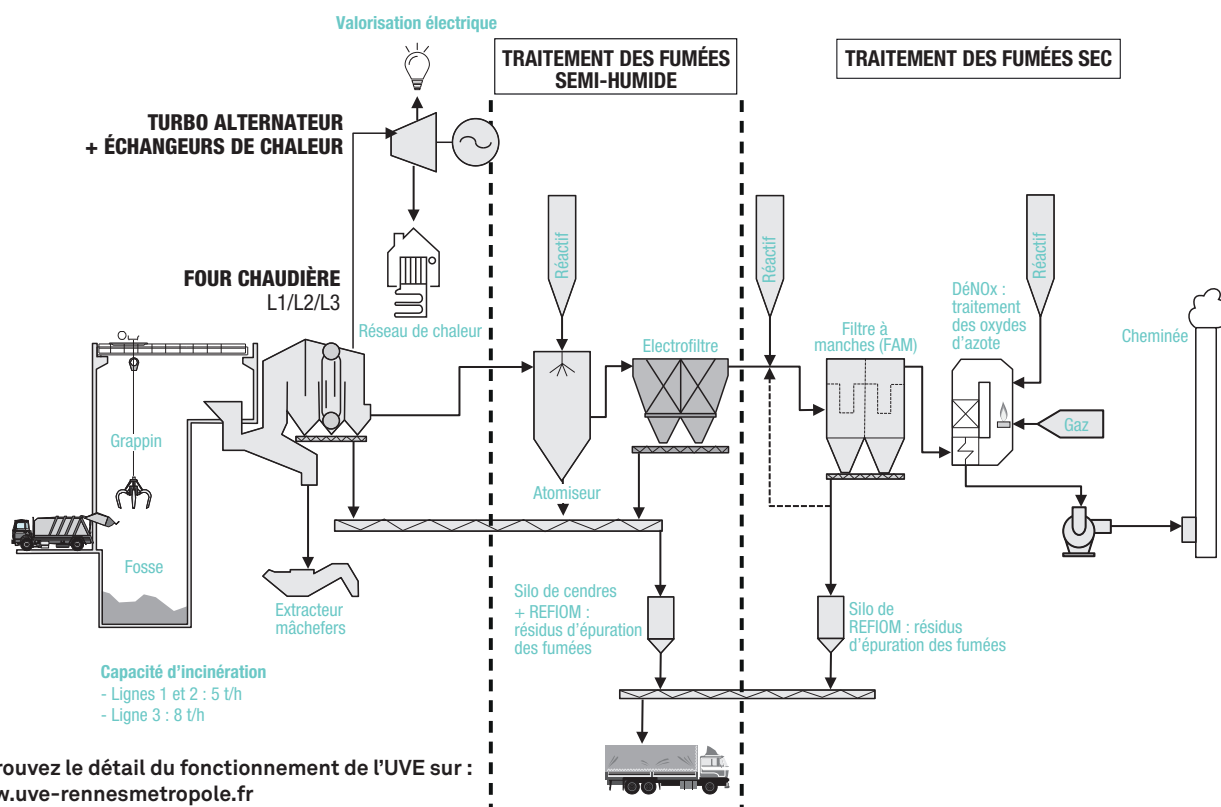 Valorisation électrique
TRAITEMENT DES FUMÉES
SEMI-HUMIDE
TRAITEMENT DES FUMÉES SEC
TURBO ALTERNATEUR
+ ÉCHANGEURS DE CHALEUR
FOUR CHAUDIÈRE
L1/L2/L3
Réseau de chaleur
Réactif
Réactif
Réactif
DéNOx :
traitement
des oxydes
d'azote
Cheminée
Electrofiltre
Filtre à
manches (FAM)
Gaz
Grappin
Atomiseur
Fosse
Extracteur
mâchefers
Silo de cendres
+ REFIOM :
résidus d'épuration
des fumées
Silo de
REFIOM : résidus
d'épuration des fumées
Capacité d'incinération
- Lignes 1 et 2 : 5 t/h
- Ligne 3 : 8 t/h
rouvez le détail du fonctionnement de l'UVE sur :
w.uve-rennesmetropole.fr